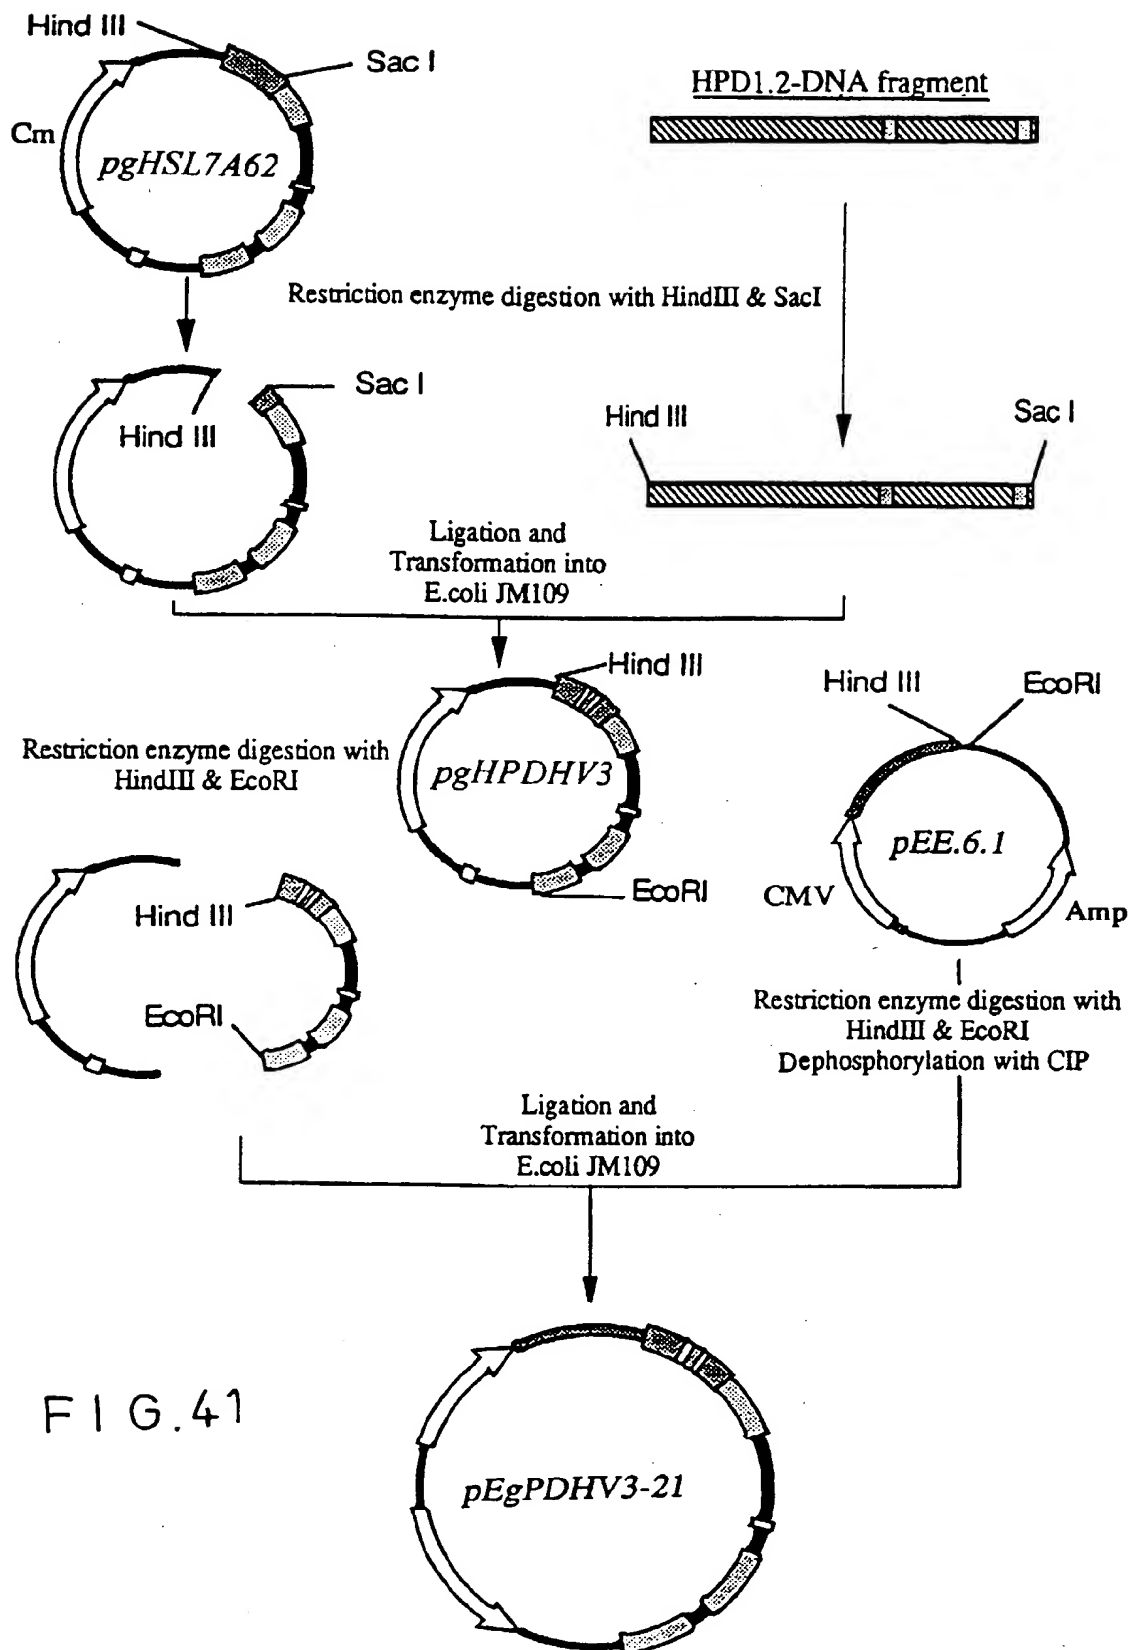 Hind III
Sac I
HPD1.2-DNA fragment
Cm
pgHSL7A62
Restriction enzyme digestion with HindIII & SacI
Sac I
Hind III
Hind III
Sac I
Ligation and
Transformation into
E.coli JM109
Hind III
Hind III
EcoRI
Restriction enzyme digestion with
HindIII & EcoRI
pgHPDHV3
pEE.6.1
CMV
Amp
EcoRI
Hind III
EcoRI
Restriction enzyme digestion with
HindIII & EcoRI
Dephosphorylation with CIP
Ligation and
Transformation into
E.coli JM109
FIG.41
pEgPDHV3-21